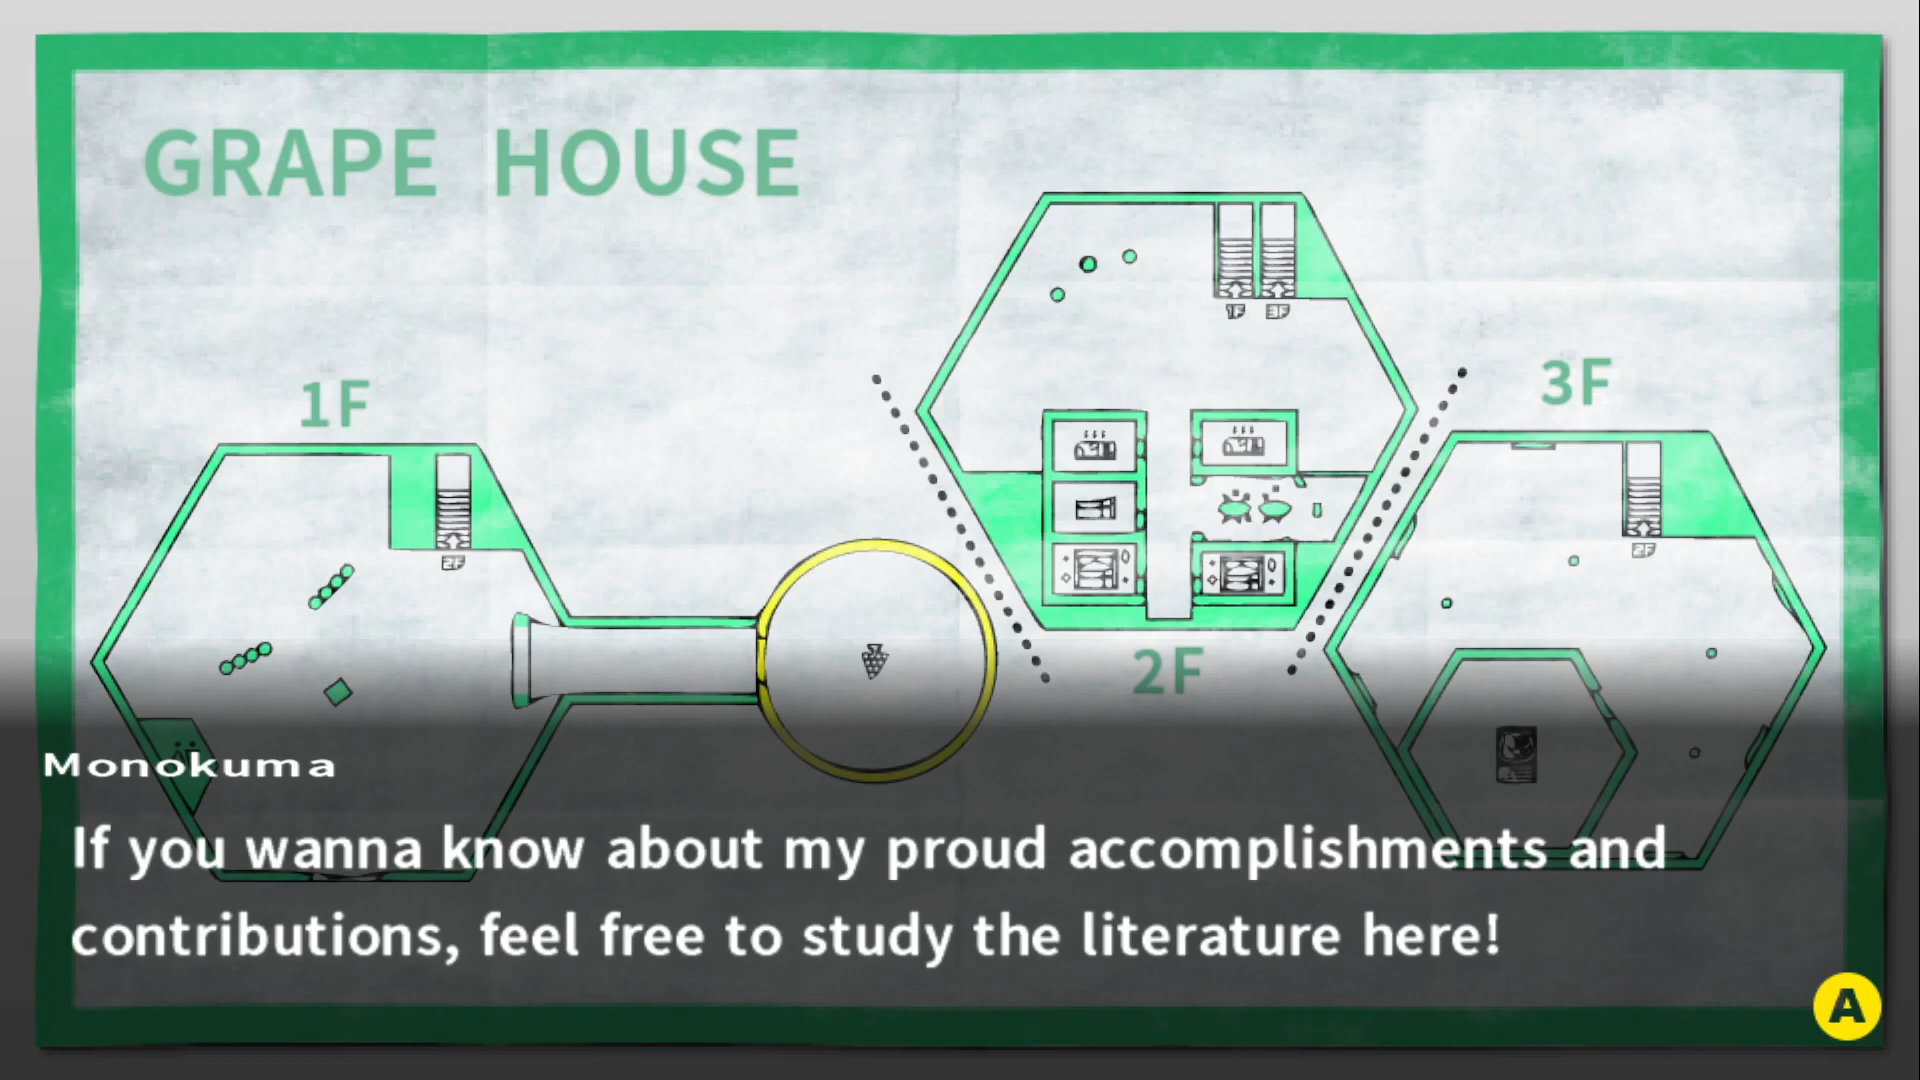 GRAPE HOUSE
1F
2F
1F 3F
3F
2F
2F
Monokuma
If you wanna know about my proud accomplishments and
contributions, feel free to study the literature here!
A